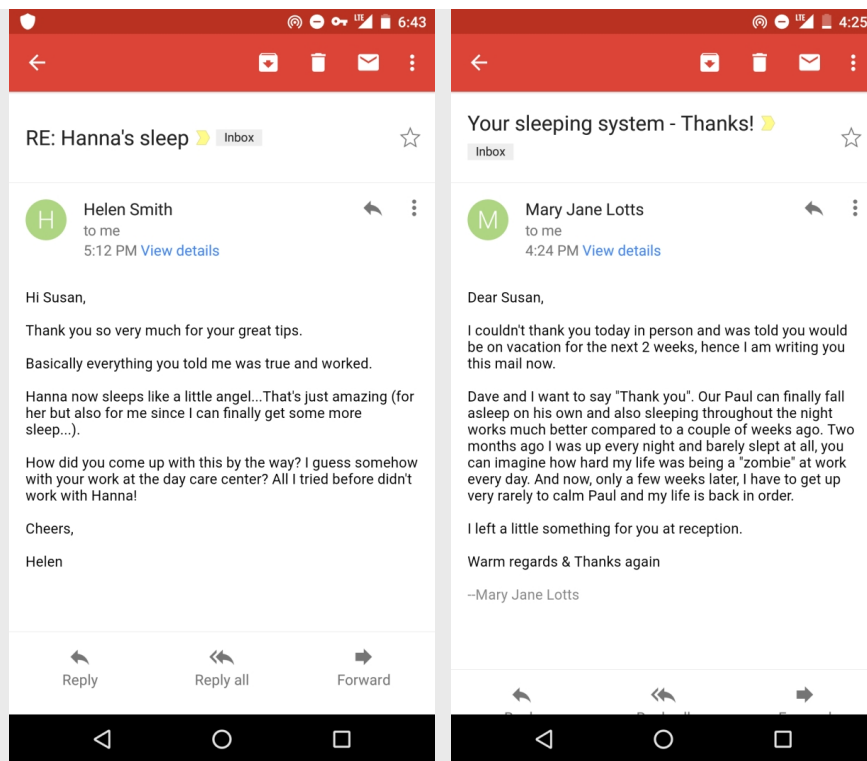 LTE 6:43
RE: Hanna's sleep Inbox
H
Helen Smith
to me
5:12 PM View details
Hi Susan,
Thank you so very much for your great tips.
Basically everything you told me was true and worked.
Hanna now sleeps like a little angel...That's just amazing (for
her but also for me since I can finally get some more
sleep...).
How did you come up with this by the way? I guess somehow
with your work at the day care center? All I tried before didn't
work with Hanna!
Cheers,
Helen
Reply Reply all Forward
LTE 4:25
Your sleeping system - Thanks!
Inbox
M
Mary Jane Lotts
to me
4:24 PM View details
Dear Susan,
I couldn't thank you today in person and was told you would
be on vacation for the next 2 weeks, hence I am writing you
this mail now.
Dave and I want to say "Thank you". Our Paul can finally fall
asleep on his own and also sleeping throughout the night
works much better compared to a couple of weeks ago. Two
months ago I was up every night and barely slept at all, you
can imagine how hard my life was being a "zombie" at work
every day. And now, only a few weeks later, I have to get up
very rarely to calm Paul and my life is back in order.
I left a little something for you at reception.
Warm regards & Thanks again
--Mary Jane Lotts